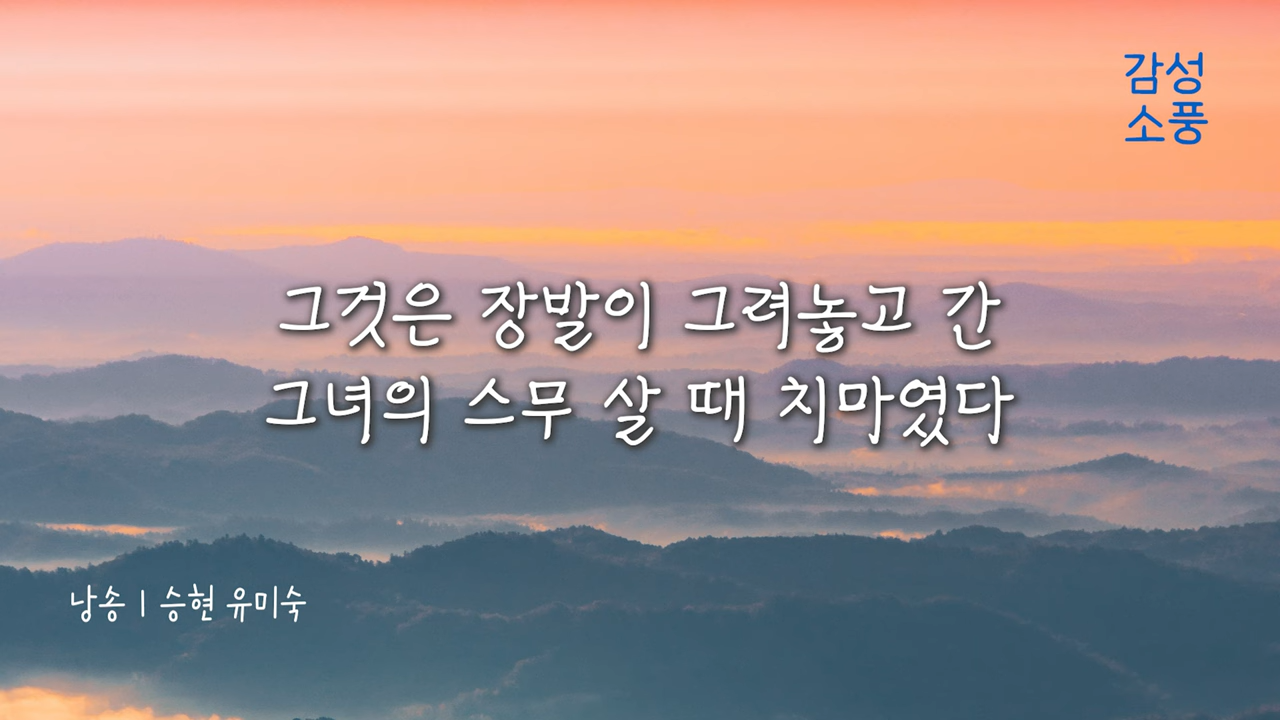 감성
소풍
그것은 장발이 그려놓고 간
그녀의 스무 살 때 치마였다
낭송 | 승현 유미숙